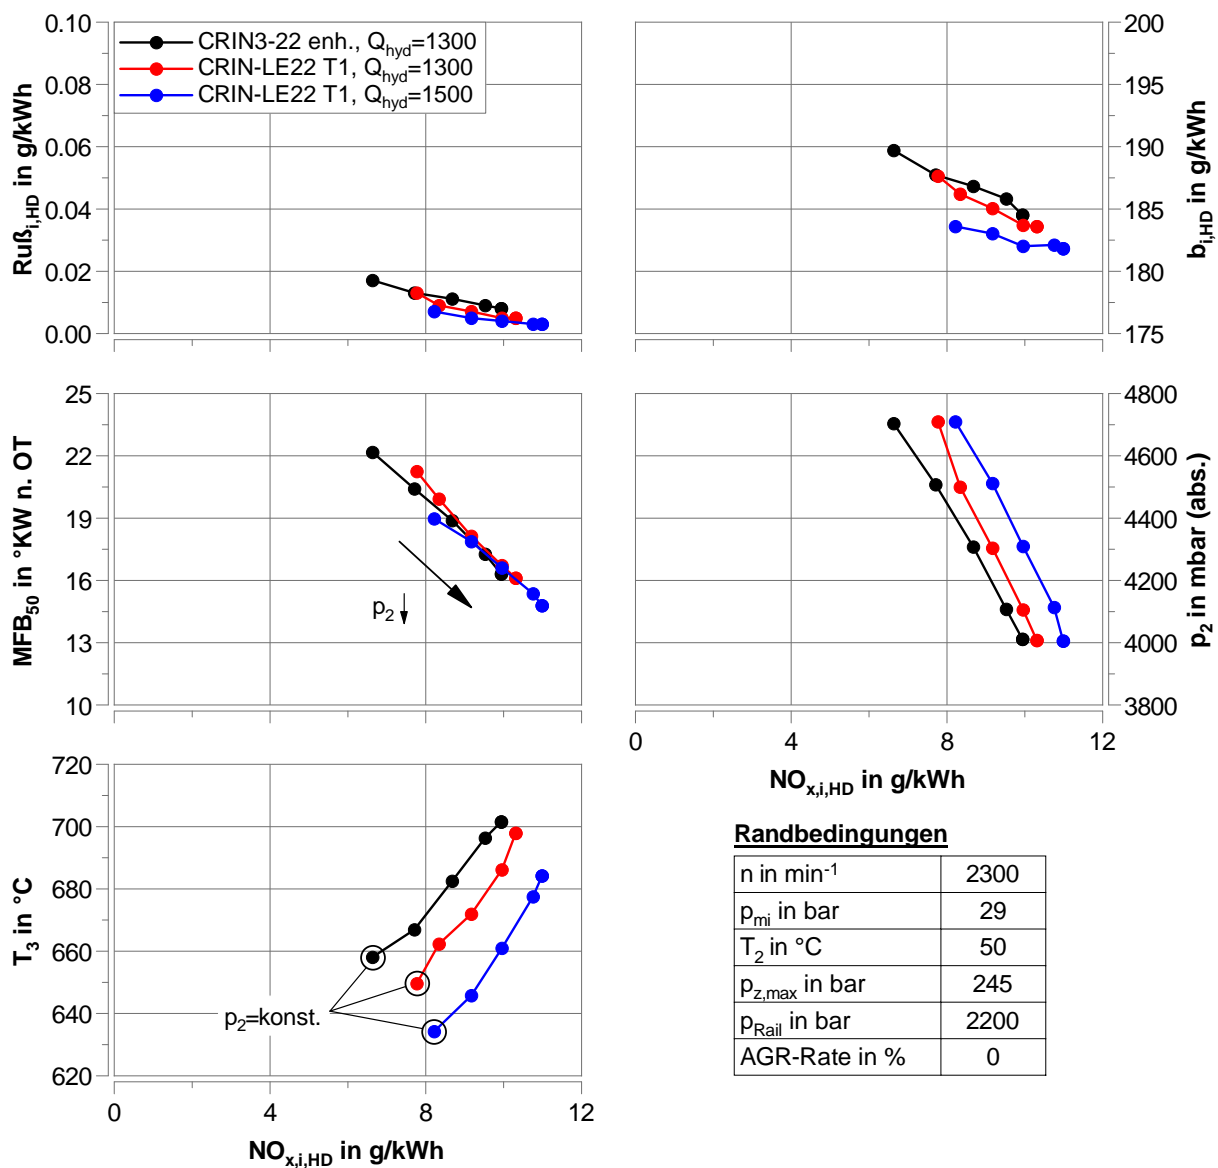 0.10
0.08
0.06
0.04
0.02
0.00
Ruß_i,HD in g/kWh
CRIN3-22 enh., Q_hyd=1300
CRIN-LE22 T1, Q_hyd=1300
CRIN-LE22 T1, Q_hyd=1500
200
195
190
185
180
175
b_i,HD in g/kWh
25
22
19
16
13
10
MFB_50 in °KW n. OT
p_2
4800
4600
4400
4200
4000
3800
p_2 in mbar (abs.)
0 4 8 12
NO_x,i,HD in g/kWh
720
700
680
660
640
620
T_3 in °C
p_2=konst.
0 4 8 12
NO_x,i,HD in g/kWh
Randbedingungen
n in min^-1 2300
p_mi in bar 29
T_2 in °C 50
p_z,max in bar 245
p_Rail in bar 2200
AGR-Rate in % 0